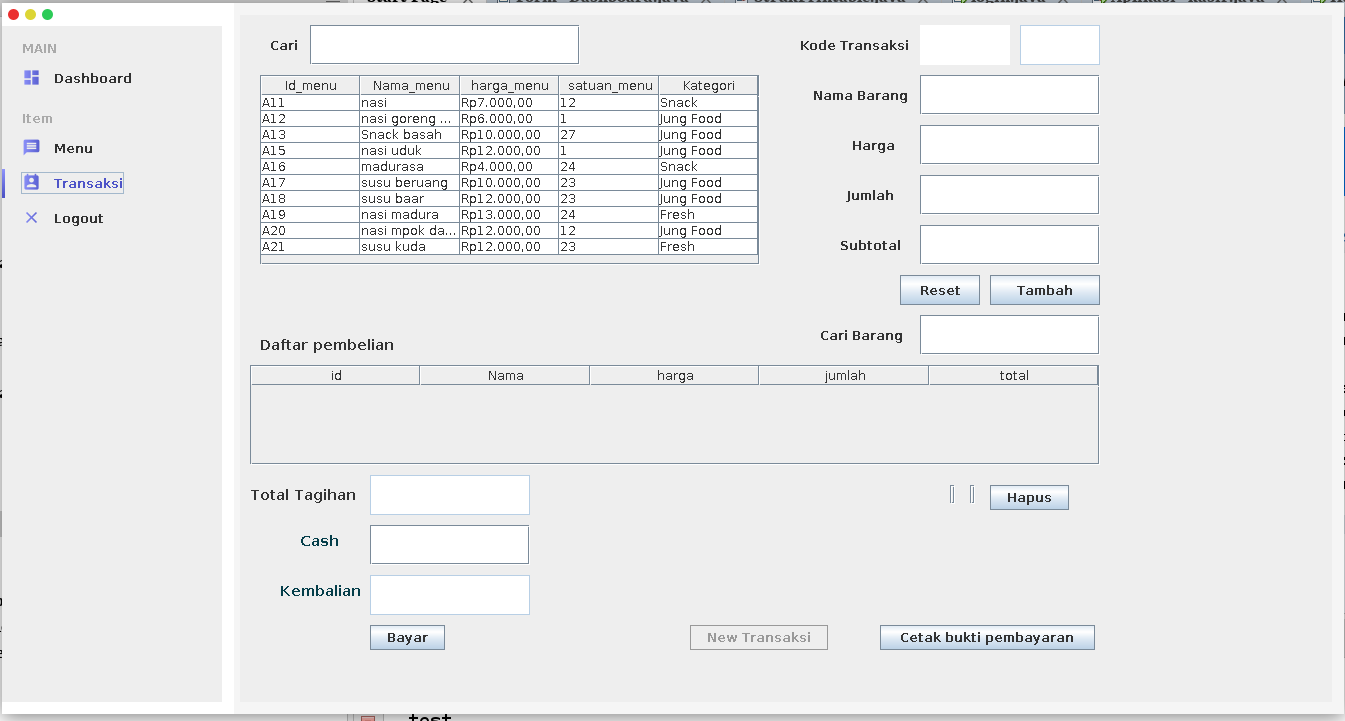 MAIN
Dashboard
Item
Menu
Transaksi
Logout
Cari
Id_menu Nama_menu harga_menu satuan_menu Kategori
A11 nasi Rp7.000,00 12 Snack
A12 nasi goreng ... Rp6.000,00 1 Jung Food
A13 Snack basah Rp10.000,00 27 Jung Food
A15 nasi uduk Rp12.000,00 1 Jung Food
A16 madurasa Rp4.000,00 24 Snack
A17 susu beruang Rp10.000,00 23 Jung Food
A18 susu baar Rp12.000,00 23 Jung Food
A19 nasi madura Rp13.000,00 24 Fresh
A20 nasi mpok da... Rp12.000,00 12 Jung Food
A21 susu kuda Rp12.000,00 23 Fresh
Kode Transaksi
Nama Barang
Harga
Jumlah
Subtotal
Reset Tambah
Cari Barang
Daftar pembelian
id Nama harga jumlah total
Total Tagihan
Hapus
Cash
Kembalian
Bayar New Transaksi Cetak bukti pembayaran
test